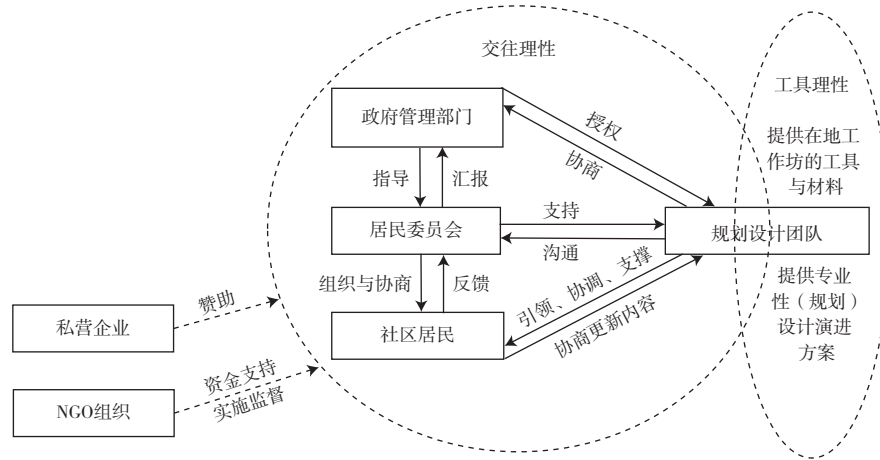 交往理性
工具理性
政府管理部门
授权
协商
提供在地工
作坊的工具
与材料
指导
汇报
居民委员会
支持
沟通
规划设计团队
组织与协商
反馈
引领、协调、支撑
协商更新内容
提供专业
性（规划）
设计演进
方案
社区居民
私营企业
赞助
NGO组织
资金支持
实施监督